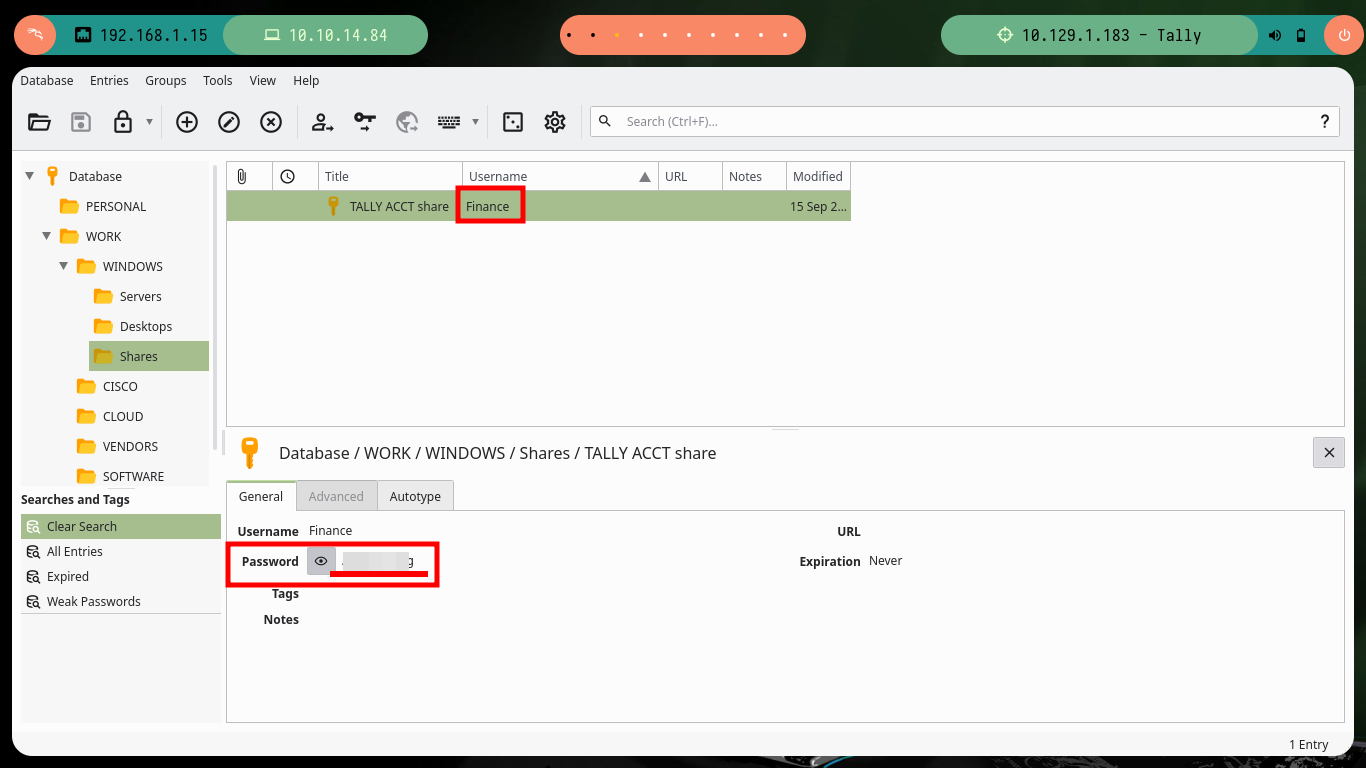 192.168.1.15 10.10.14.84 10.129.1.183 - Tally
Database Entries Groups Tools View Help
Search (Ctrl+F)... ?
Database
PERSONAL
WORK
WINDOWS
Servers
Desktops
Shares
CISCO
CLOUD
VENDORS
SOFTWARE
Searches and Tags
Clear Search
All Entries
Expired
Weak Passwords
Title Username URL Notes Modified
TALLY ACCT share Finance 15 Sep 2...
Database / WORK / WINDOWS / Shares / TALLY ACCT share
General Advanced Autotype
Username Finance URL
Password Expiration Never
Tags
Notes
1 Entry